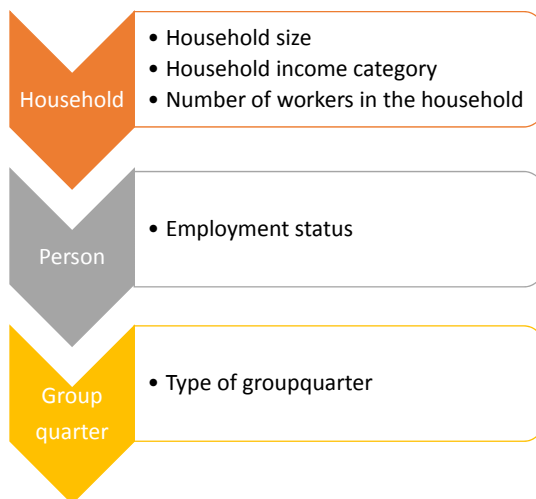 Household
• Household size
• Household income category
• Number of workers in the household
Person
• Employment status
Group
quarter
• Type of groupquarter